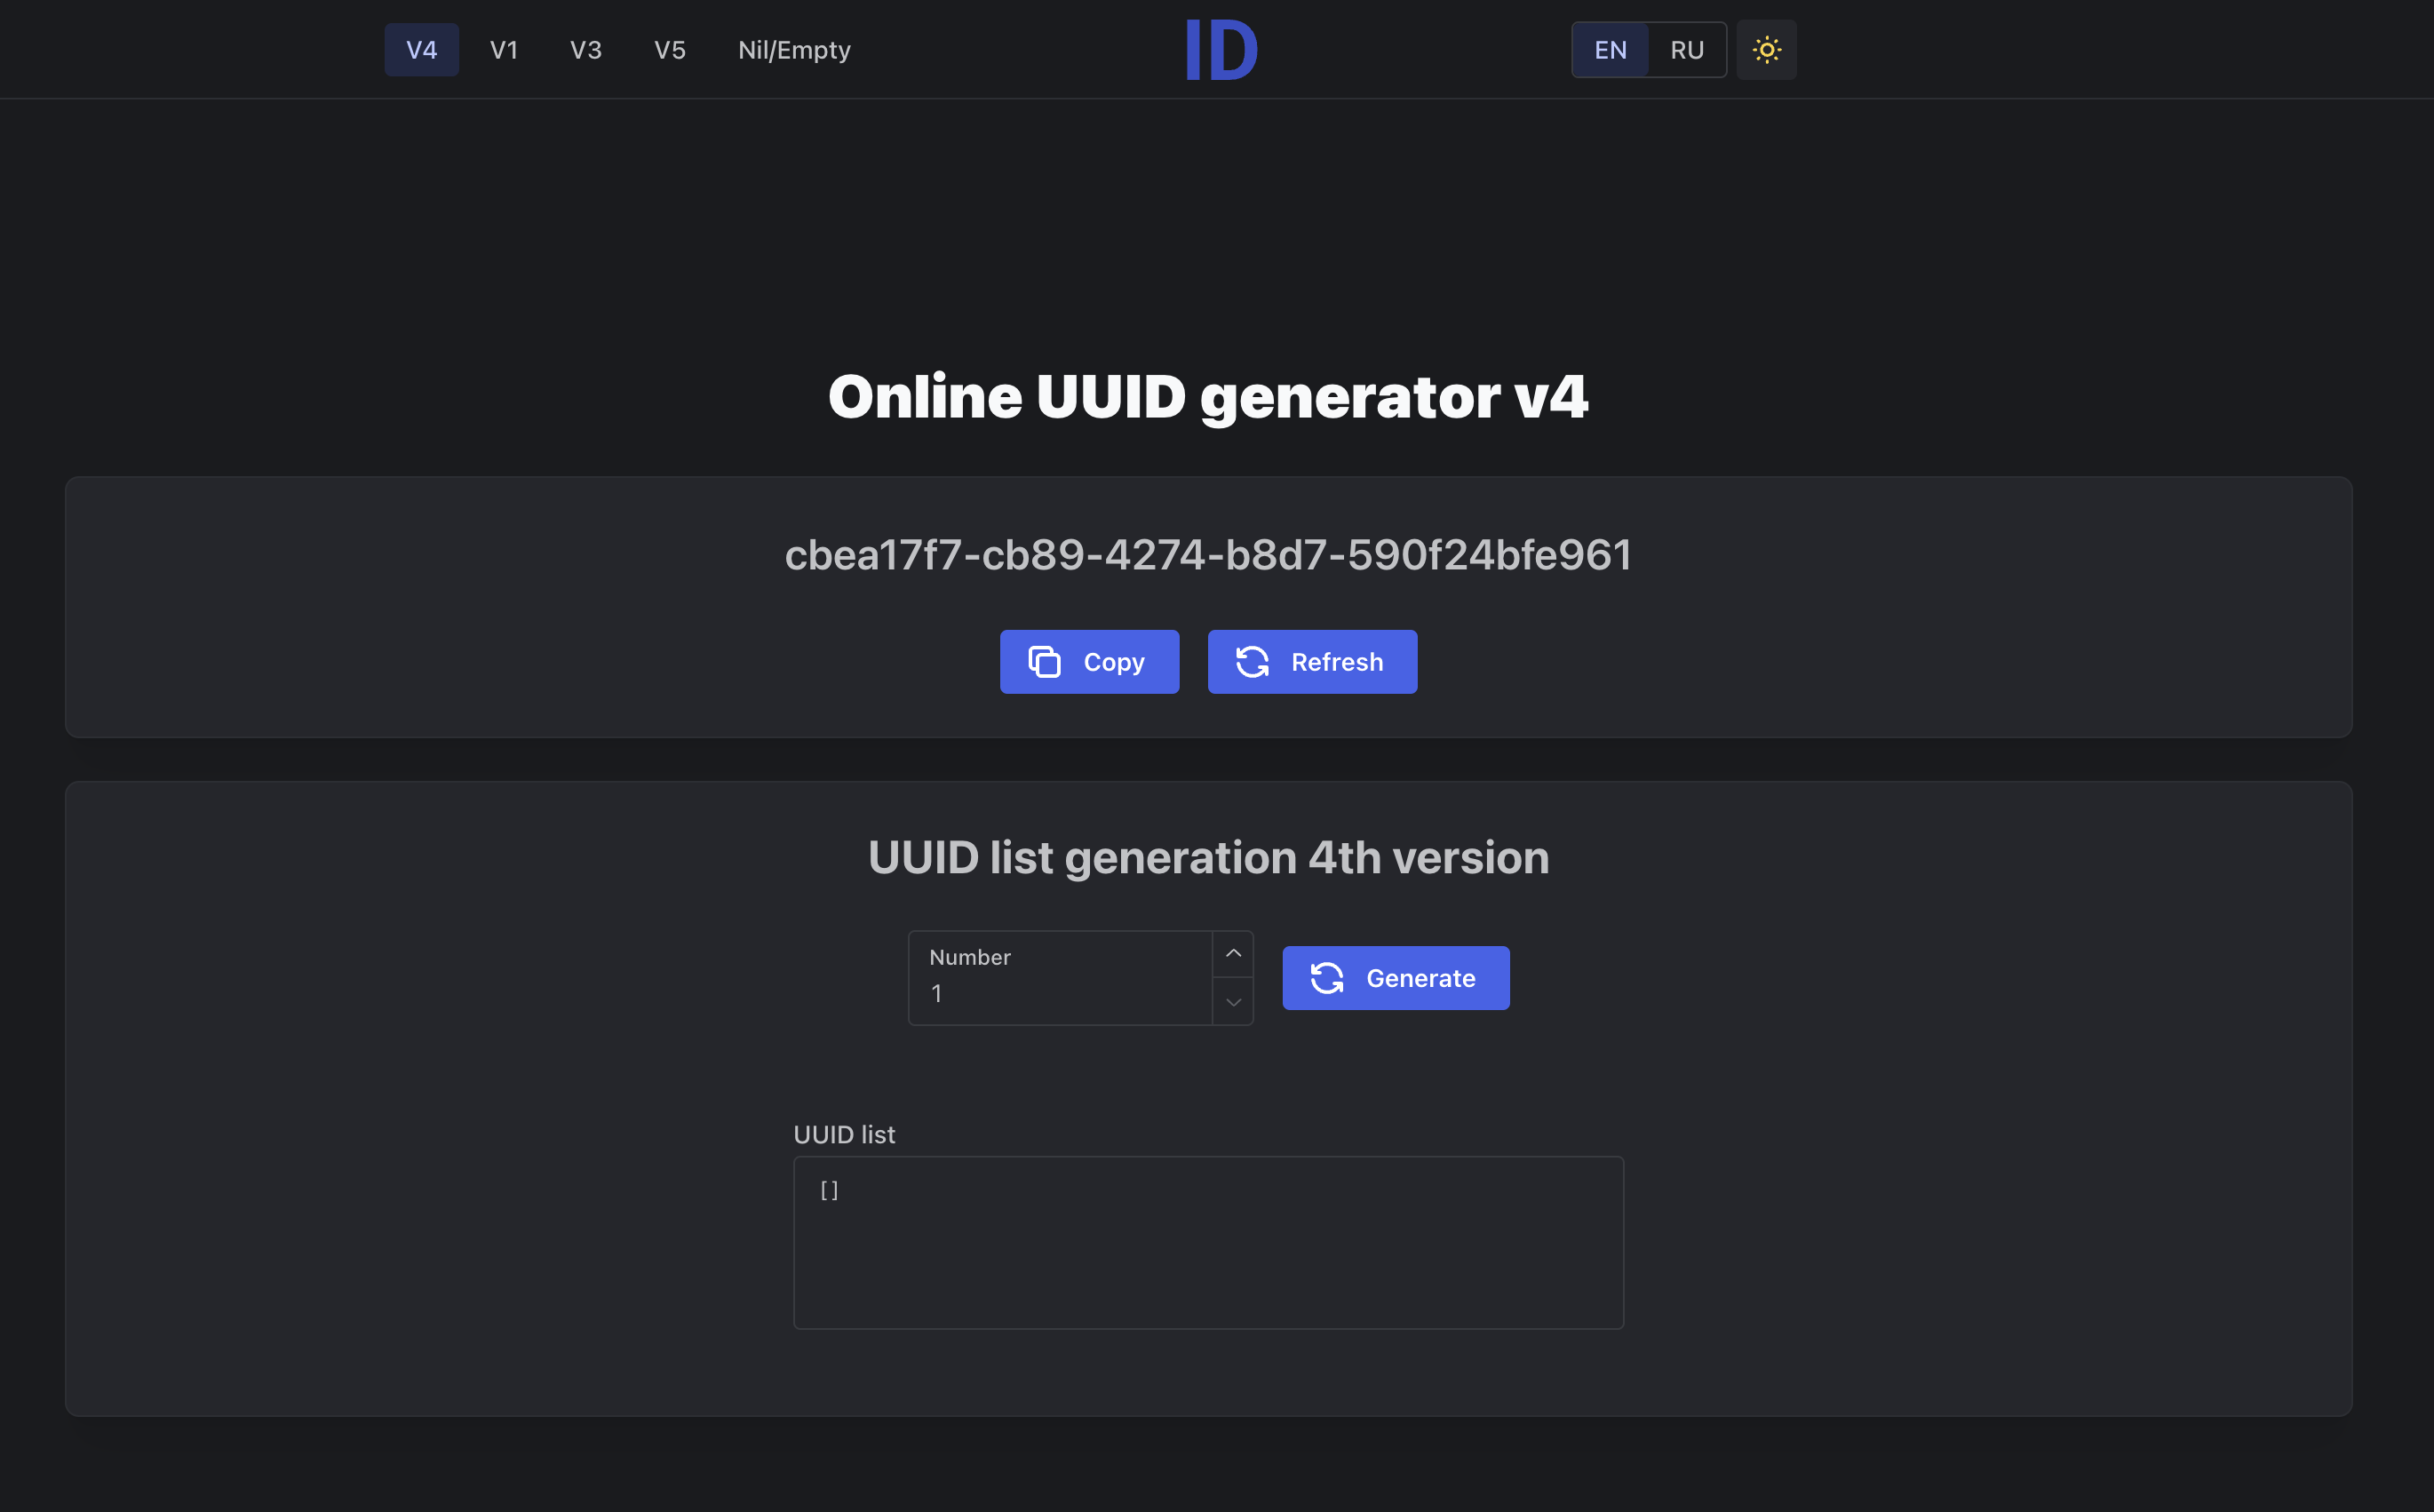 V4 V1 V3 V5 Nil/Empty ID EN RU
Online UUID generator v4
cbea17f7-cb89-4274-b8d7-590f24bfe961
Copy Refresh
UUID list generation 4th version
Number
1
Generate
UUID list
[]